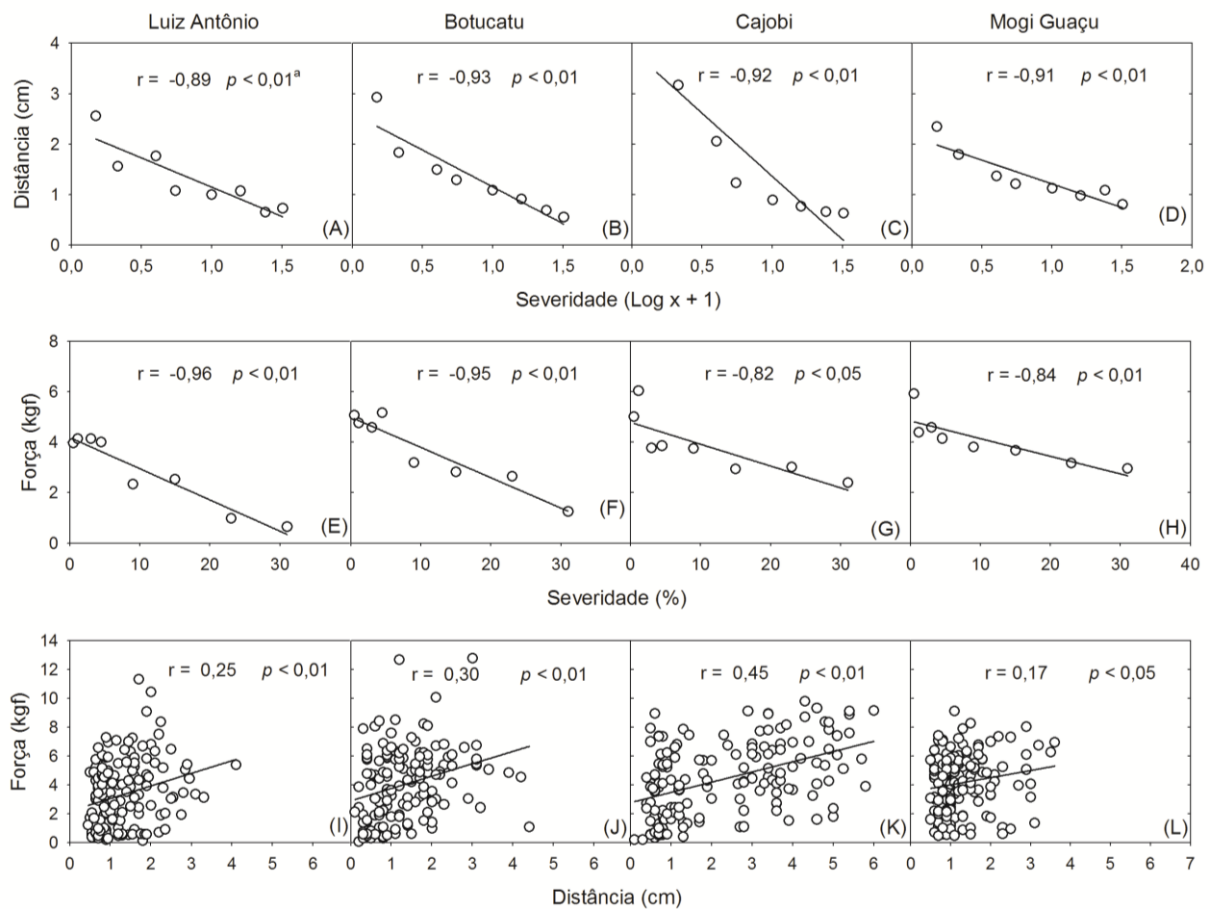 Luiz Antônio Botucatu Cajobi Mogi Guaçu
4
3
2
1
0
Distância (cm)
r = -0,89 p < 0,01ª
r = -0,93 p < 0,01
r = -0,92 p < 0,01
r = -0,91 p < 0,01
(A)
(B)
(C)
(D)
0,0 0,5 1,0 1,5 0,0 0,5 1,0 1,5 0,0 0,5 1,0 1,5 0,0 0,5 1,0 1,5 2,0
Severidade (Log x + 1)
8
6
4
2
0
Força (kgf)
r = -0,96 p < 0,01
r = -0,95 p < 0,01
r = -0,82 p < 0,05
r = -0,84 p < 0,01
(E)
(F)
(G)
(H)
0 10 20 30 0 10 20 30 0 10 20 30 0 10 20 30 40
Severidade (%)
14
12
10
8
6
4
2
0
Força (kgf)
r = 0,25 p < 0,01
r = 0,30 p < 0,01
r = 0,45 p < 0,01
r = 0,17 p < 0,05
(I)
(J)
(K)
(L)
0 1 2 3 4 5 6 0 1 2 3 4 5 6 0 1 2 3 4 5 6 0 1 2 3 4 5 6 7
Distância (cm)